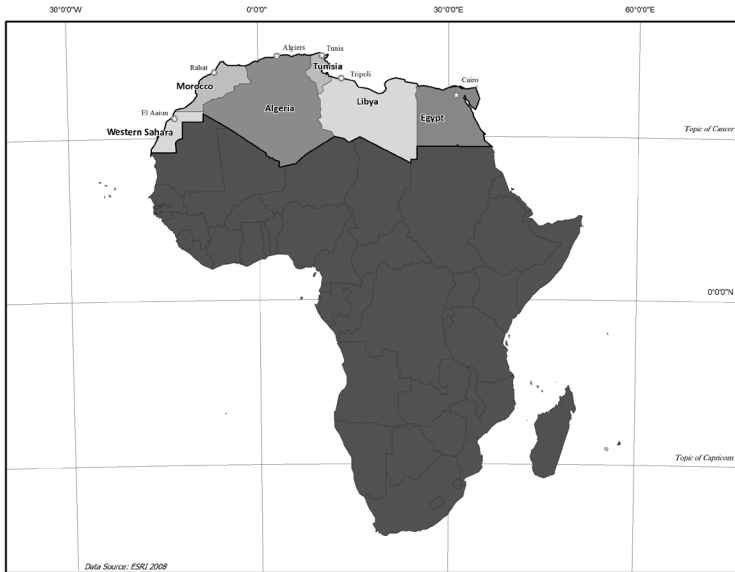 30°0'0"W 0°0'0" 30°0'0"E 60°0'0"E
Algiers Tunis
Rabat Tunisia Tripoli Cairo
Morocco
Algeria Libya
El Aaiun Egypt
Western Sahara Topic of Cancer
0°0'0"N
Topic of Capricorn
Data Source: ESRI 2008